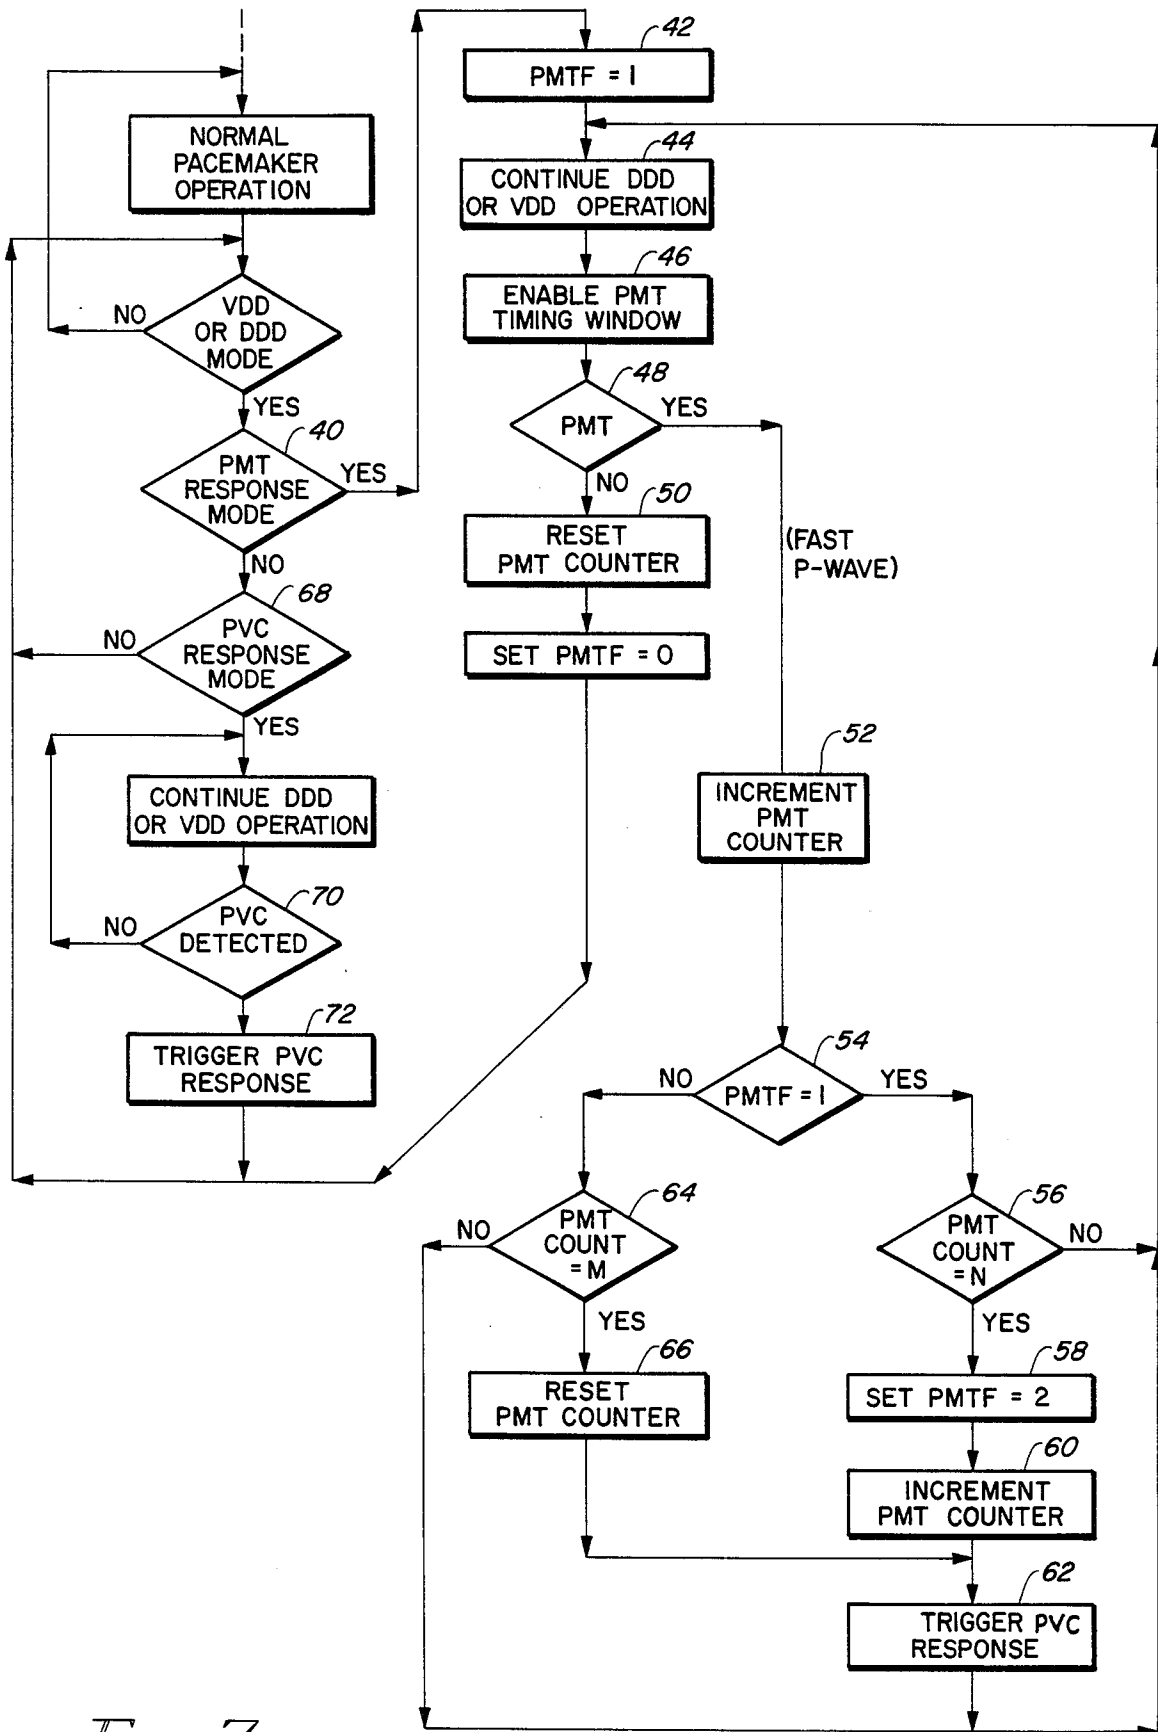 NORMAL
PACEMAKER
OPERATION
NO
VDD
OR DDD
MODE
YES
40
PMT
RESPONSE
MODE
YES
NO
68
NO
PVC
RESPONSE
MODE
YES
CONTINUE DDD
OR VDD OPERATION
70
NO
PVC
DETECTED
72
TRIGGER PVC
RESPONSE
42
PMTF = 1
44
CONTINUE DDD
OR VDD OPERATION
46
ENABLE PMT
TIMING WINDOW
48
PMT
YES
NO
50
RESET
PMT COUNTER
SET PMTF = 0
(FAST
P-WAVE)
52
INCREMENT
PMT
COUNTER
54
NO
PMTF = 1
YES
64
NO
PMT
COUNT
= M
YES
66
RESET
PMT COUNTER
56
PMT
COUNT
= N
NO
YES
58
SET PMTF = 2
60
INCREMENT
PMT COUNTER
62
TRIGGER PVC
RESPONSE